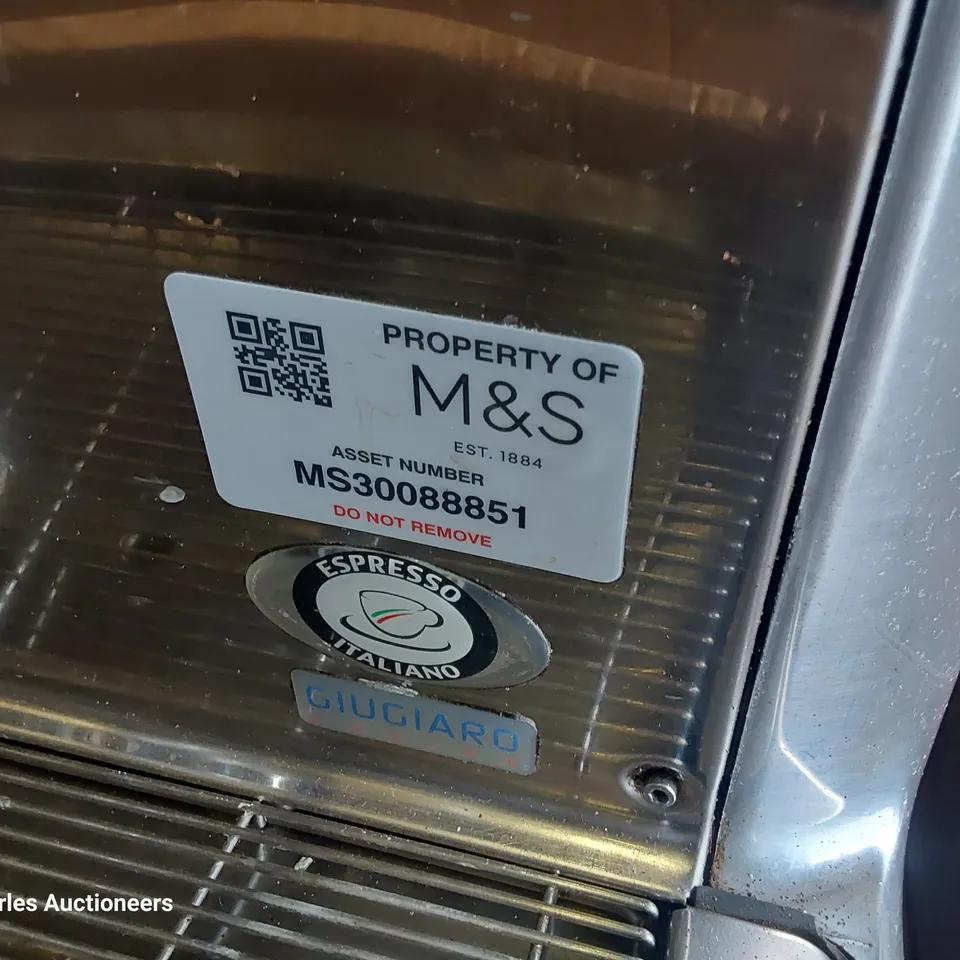 PROPERTY OF
M&S
EST. 1884
ASSET NUMBER
MS30088851
DO NOT REMOVE
ESPRESSO
ITALIANO
GIUGIARO
rles Auctioneers